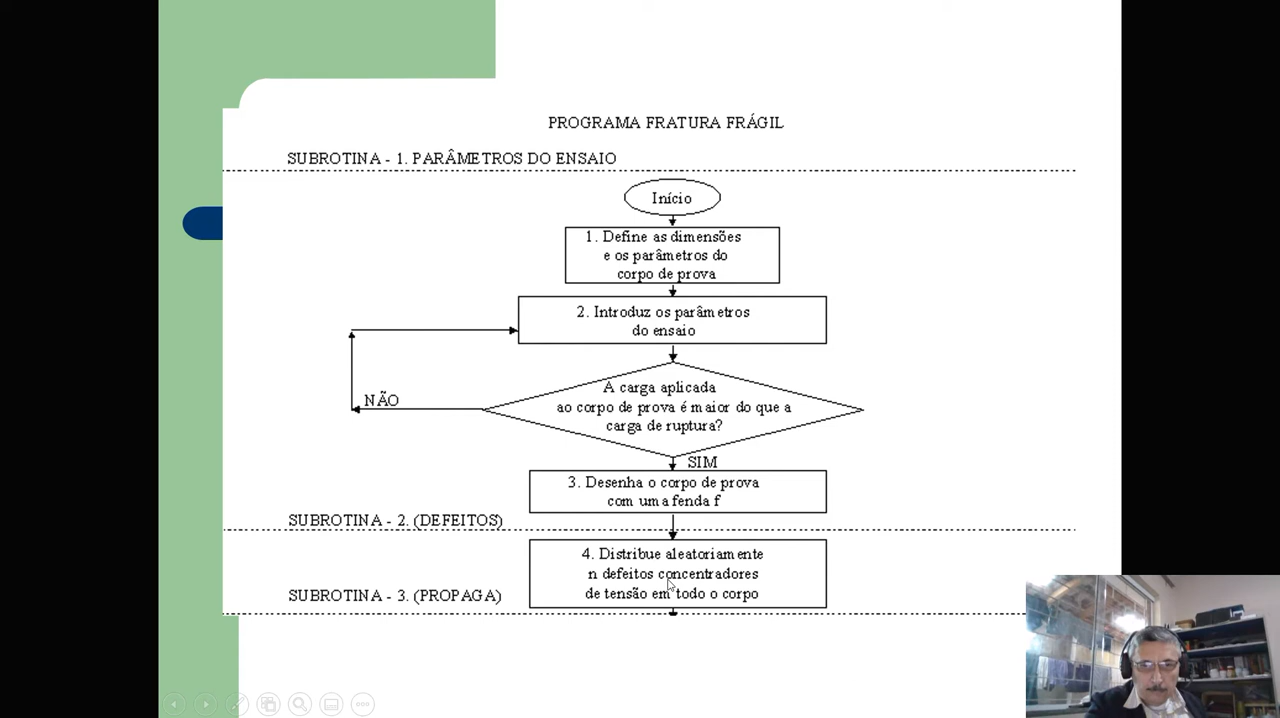 PROGRAMA FRATURA FRÁGIL
SUBROTINA - 1. PARÂMETROS DO ENSAIO
Início
1. Define as dimensões
e os parâmetros do
corpo de prova
2. Introduz os parâmetros
do ensaio
A carga aplicada
ao corpo de prova é maior do que a
carga de ruptura?
NÃO
SIM
3. Desenha o corpo de prova
com uma fenda f
SUBROTINA - 2. (DEFEITOS)
4. Distribue aleatoriamente
n defeitos concentradores
de tensão em todo o corpo
SUBROTINA - 3. (PROPAGA)